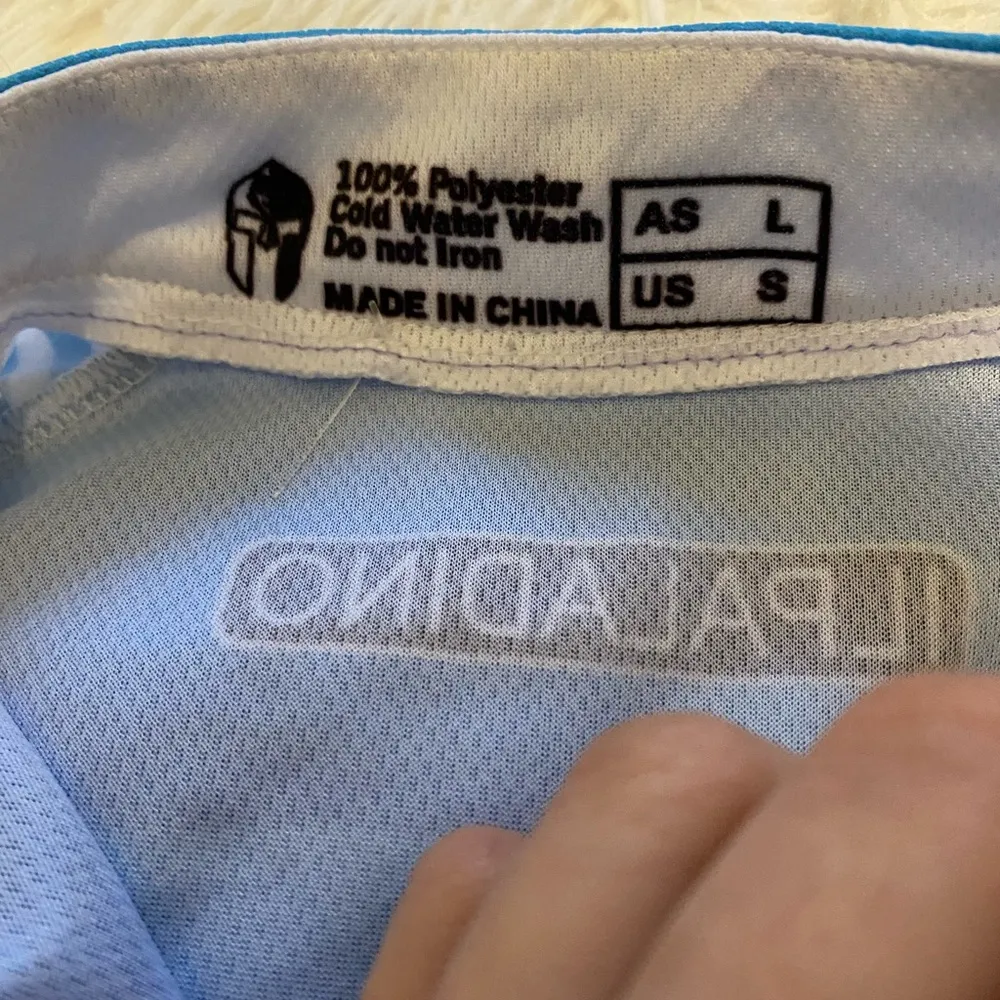 100% Polyester
Cold Water Wash
Do not Iron
MADE IN CHINA
AS L
US S
IL PALADINO